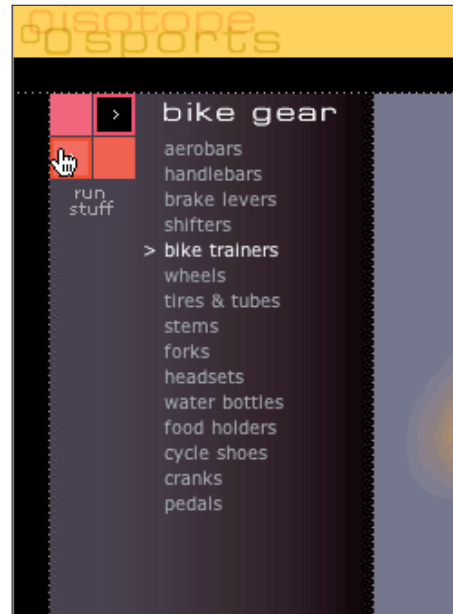 isotope
sports
>
bike gear
run
stuff
aerobars
handlebars
brake levers
shifters
> bike trainers
wheels
tires & tubes
stems
forks
headsets
water bottles
food holders
cycle shoes
cranks
pedals